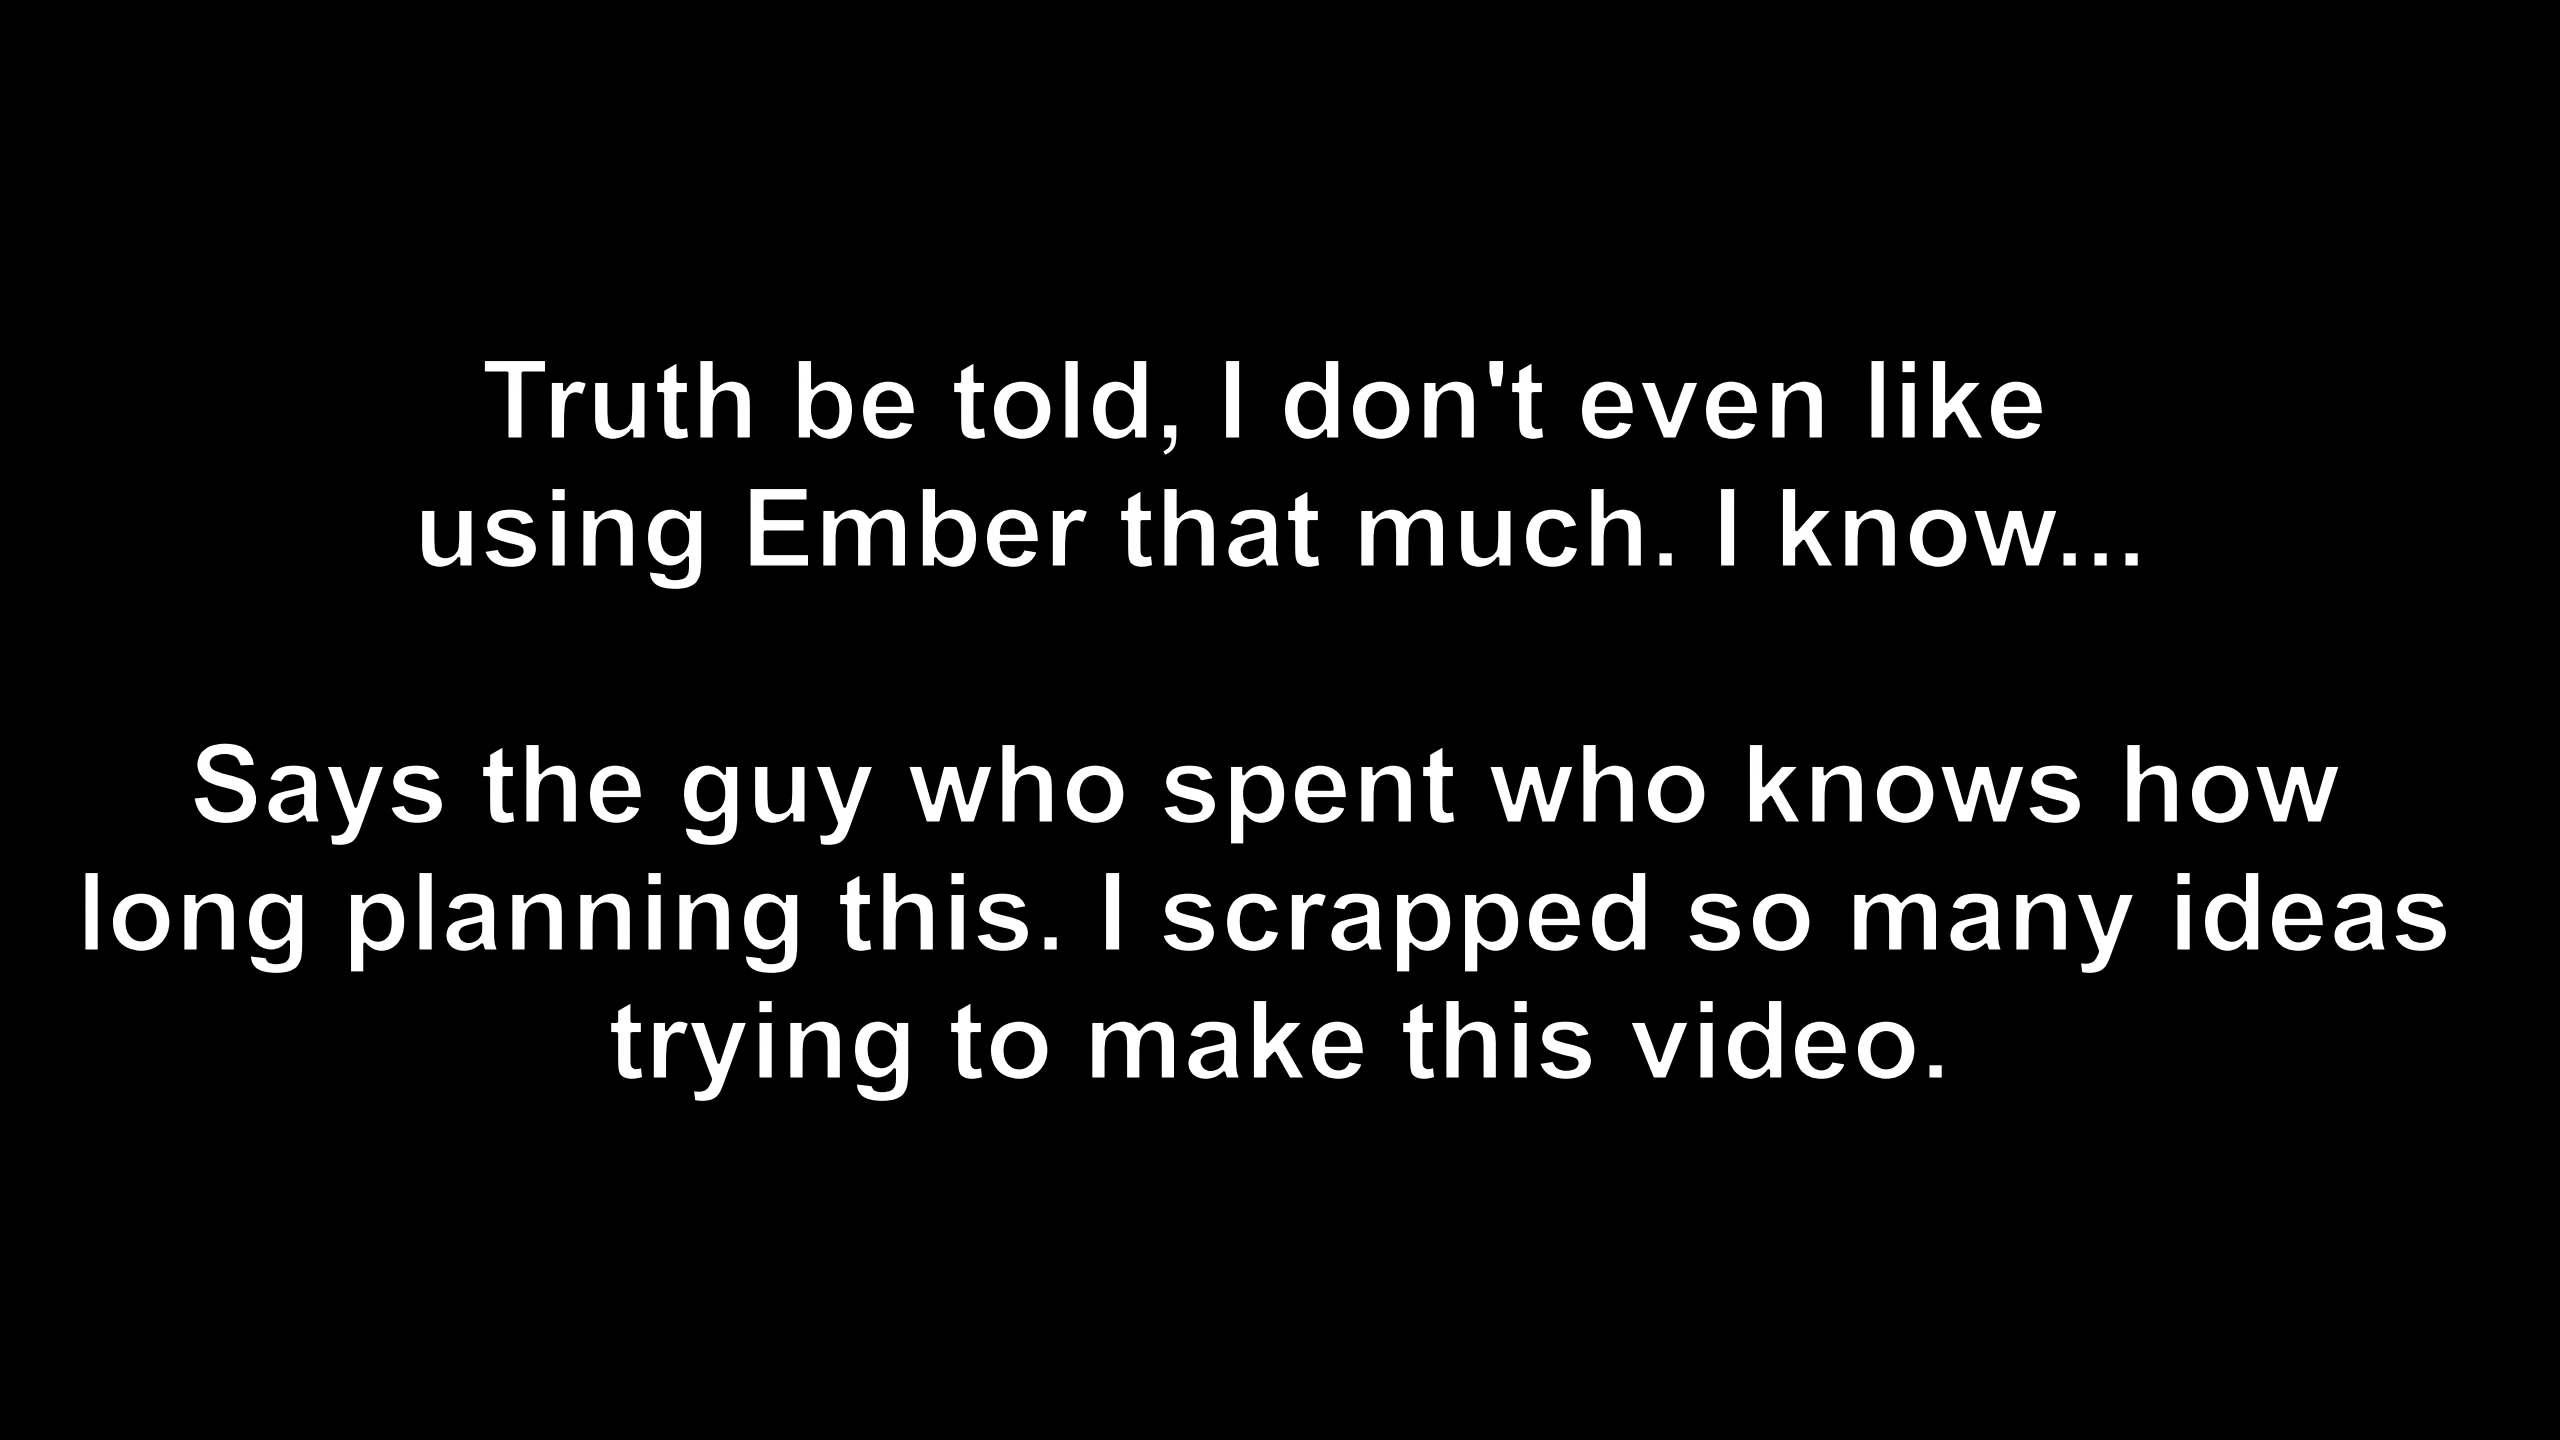 Truth be told, I don't even like
using Ember that much. I know...
Says the guy who spent who knows how
long planning this. I scrapped so many ideas
trying to make this video.